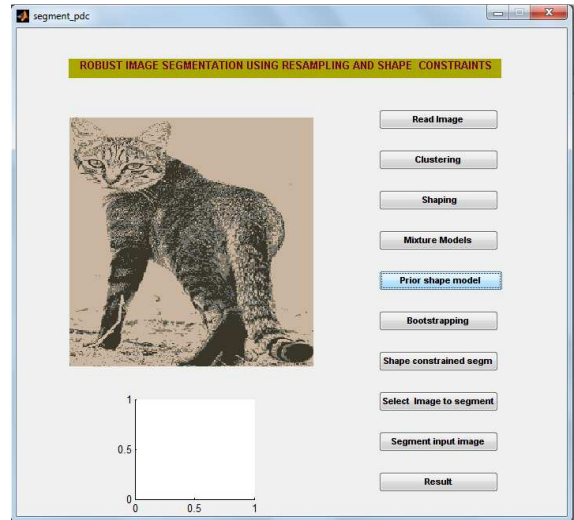 segment_pdc
ROBUST IMAGE SEGMENTATION USING RESAMPLING AND SHAPE CONSTRAINTS
Read Image
Clustering
Shaping
Mixture Models
Prior shape model
Bootstrapping
Shape constrained segm
Select Image to segment
Segment input image
Result
1
0.5
0
0
0.5
1